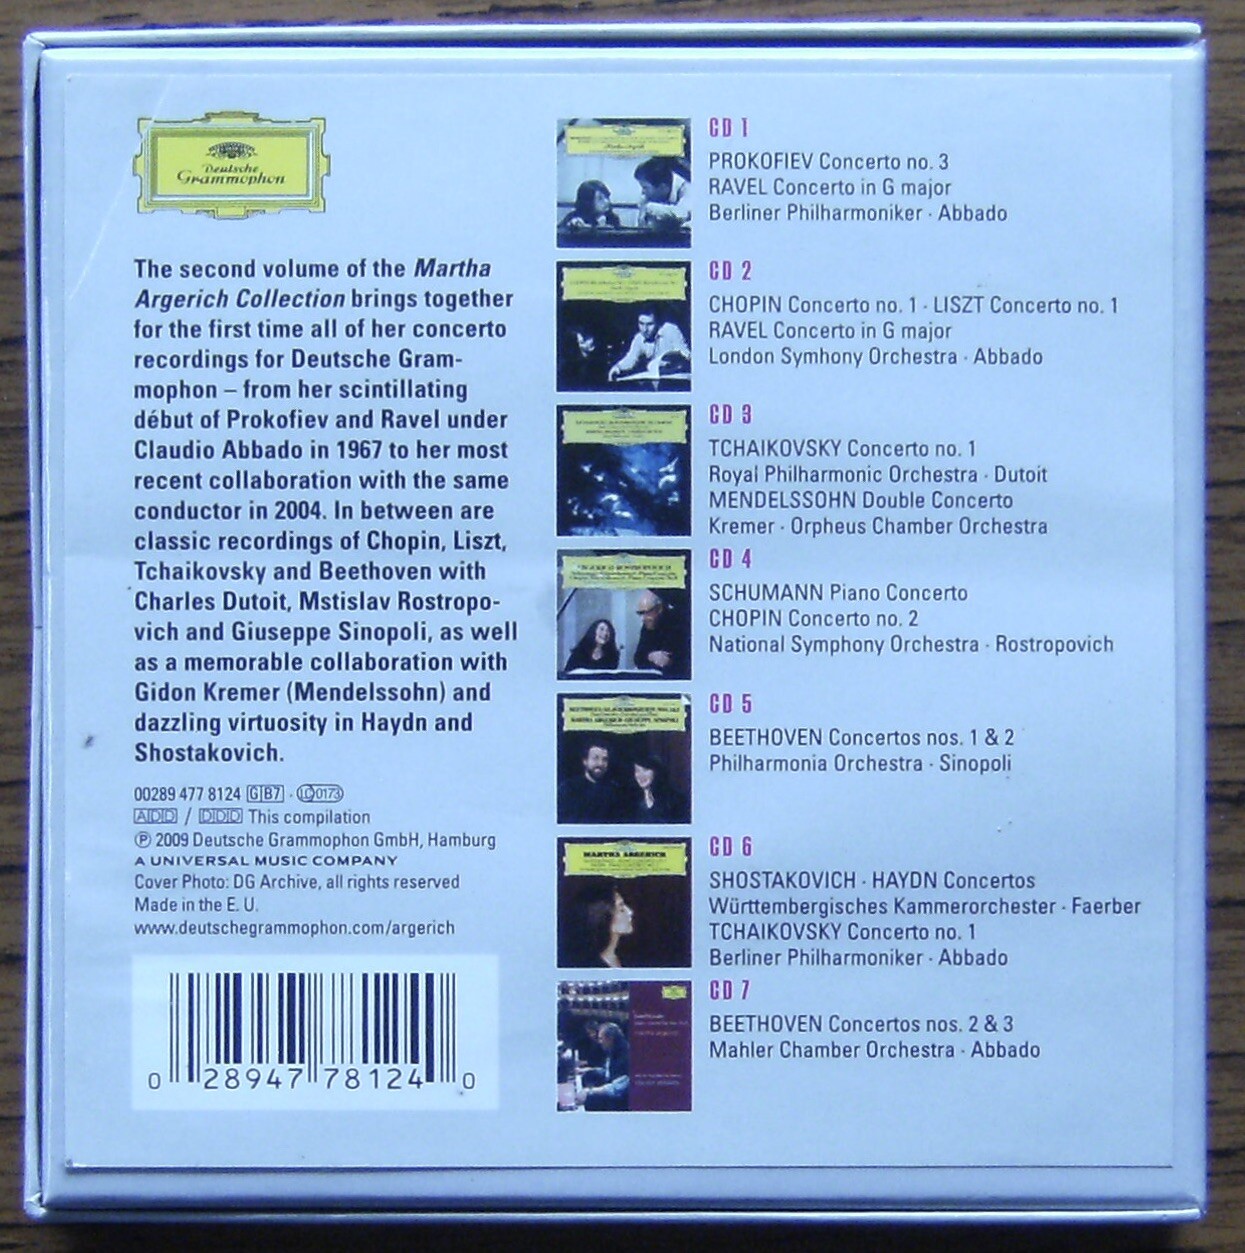 Deutsche
Grammophon
The second volume of the Martha
Argerich Collection brings together
for the first time all of her concerto
recordings for Deutsche Gram-
mophon – from her scintillating
début of Prokofiev and Ravel under
Claudio Abbado in 1967 to her most
recent collaboration with the same
conductor in 2004. In between are
classic recordings of Chopin, Liszt,
Tchaikovsky and Beethoven with
Charles Dutoit, Mstislav Rostropo-
vich and Giuseppe Sinopoli, as well
as a memorable collaboration with
Gidon Kremer (Mendelssohn) and
dazzling virtuosity in Haydn and
Shostakovich.
00289 477 8124 GB7 · LC0173
ADD / DDD This compilation
℗ 2009 Deutsche Grammophon GmbH, Hamburg
A UNIVERSAL MUSIC COMPANY
Cover Photo: DG Archive, all rights reserved
Made in the E. U.
www.deutschegrammophon.com/argerich
0 28947 78124 0
CD 1
PROKOFIEV Concerto no. 3
RAVEL Concerto in G major
Berliner Philharmoniker · Abbado
CD 2
CHOPIN Concerto no. 1 · LISZT Concerto no. 1
RAVEL Concerto in G major
London Symhony Orchestra · Abbado
CD 3
TCHAIKOVSKY Concerto no. 1
Royal Philharmonic Orchestra · Dutoit
MENDELSSOHN Double Concerto
Kremer · Orpheus Chamber Orchestra
CD 4
SCHUMANN Piano Concerto
CHOPIN Concerto no. 2
National Symphony Orchestra · Rostropovich
CD 5
BEETHOVEN Concertos nos. 1 & 2
Philharmonia Orchestra · Sinopoli
MARTHA ARGERICH
CD 6
SHOSTAKOVICH · HAYDN Concertos
Württembergisches Kammerorchester · Faerber
TCHAIKOVSKY Concerto no. 1
Berliner Philharmoniker · Abbado
CD 7
BEETHOVEN Concertos nos. 2 & 3
Mahler Chamber Orchestra · Abbado